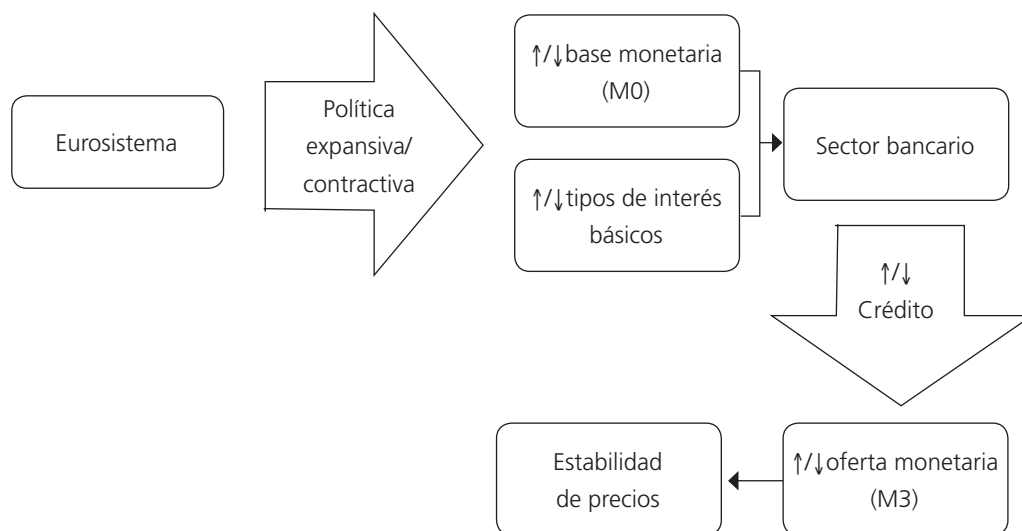 Eurosistema
Política
expansiva/
contractiva
↑/↓base monetaria
(M0)
↑/↓tipos de interés
básicos
Sector bancario
↑/↓
Crédito
↑/↓oferta monetaria
(M3)
Estabilidad
de precios